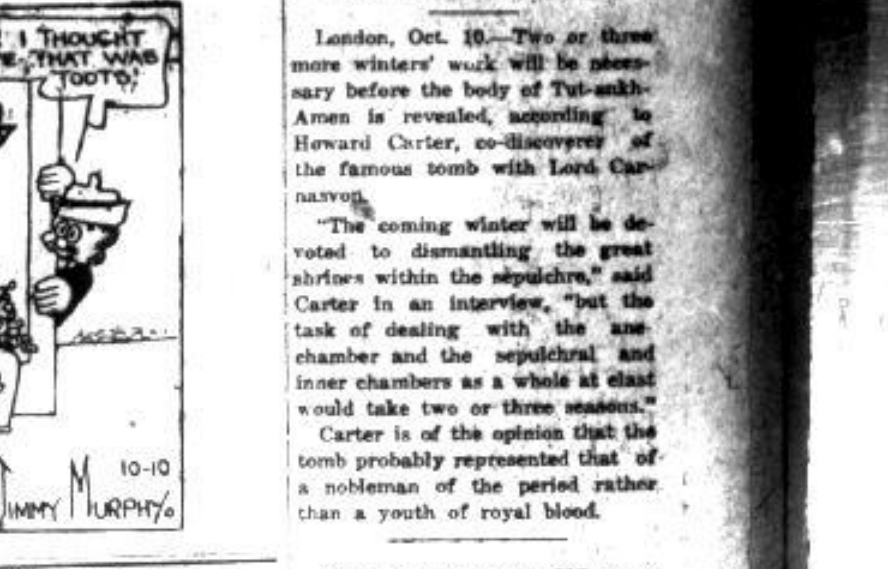 I THOUGHT
THAT WAS
TOOTS!
10-10
JIMMY MURPHY
London, Oct. 10.—Two or three
more winters' work will be neces-
sary before the body of Tut-ankh-
Amen is revealed, according to
Howard Carter, co-discoverer of
the famous tomb with Lord Car-
nasvon.
"The coming winter will be de-
voted to dismantling the great
shrines within the sepulchre," said
Carter in an interview, "but the
task of dealing with the ane-
chamber and the sepulchral and
inner chambers as a whole at elast
would take two or three seasons."
Carter is of the opinion that the
tomb probably represented that of
a nobleman of the period rather
than a youth of royal blood.